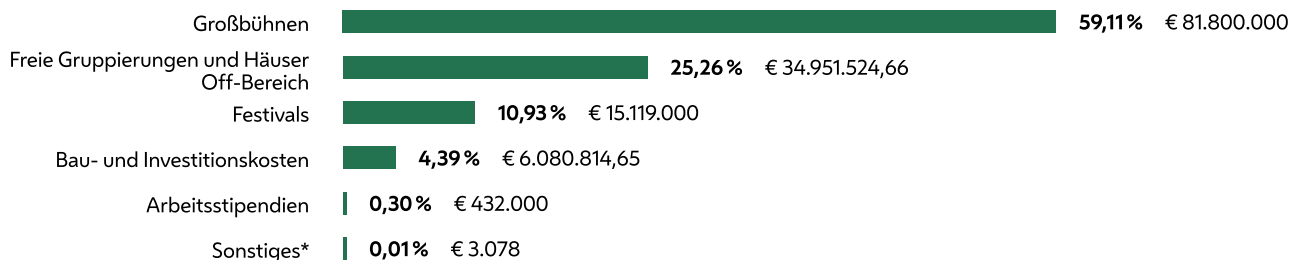 Großbühnen 59,11 % € 81.800.000
Freie Gruppierungen und Häuser
Off-Bereich 25,26 % € 34.951.524,66
Festivals 10,93 % € 15.119.000
Bau- und Investitionskosten 4,39 % € 6.080.814,65
Arbeitsstipendien 0,30 % € 432.000
Sonstiges* 0,01 % € 3.078